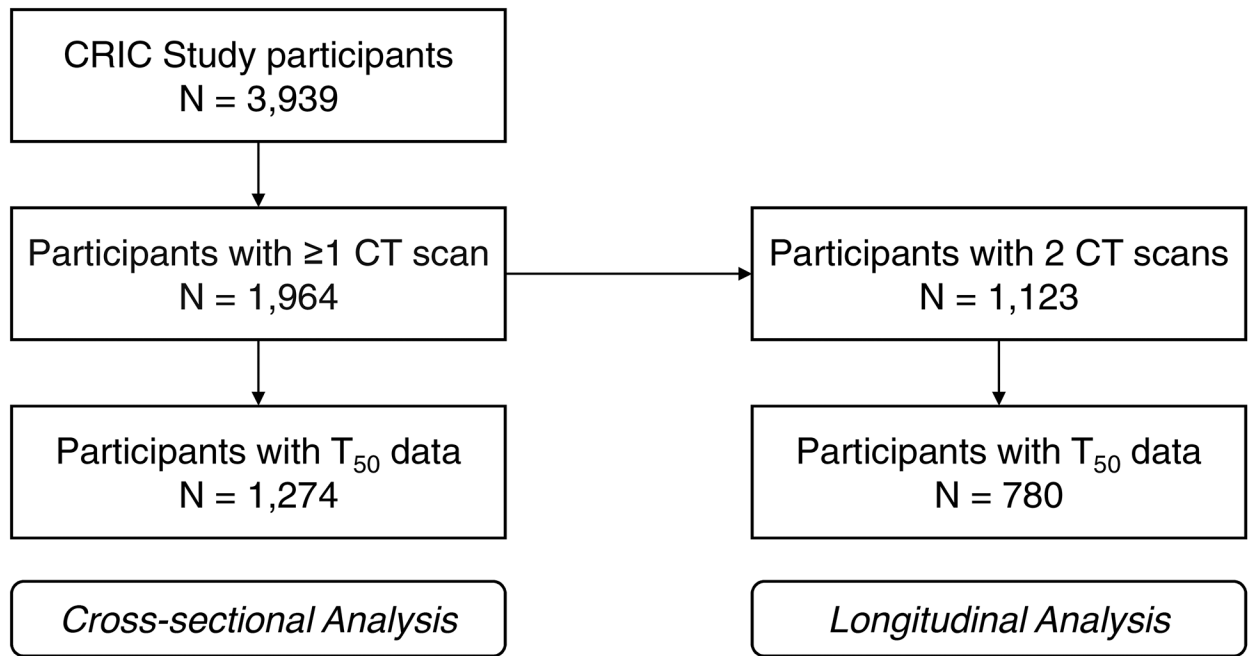 CRIC Study participants
N = 3,939
Participants with ≥1 CT scan
N = 1,964
Participants with 2 CT scans
N = 1,123
Participants with T₅₀ data
N = 1,274
Participants with T₅₀ data
N = 780
Cross-sectional Analysis
Longitudinal Analysis